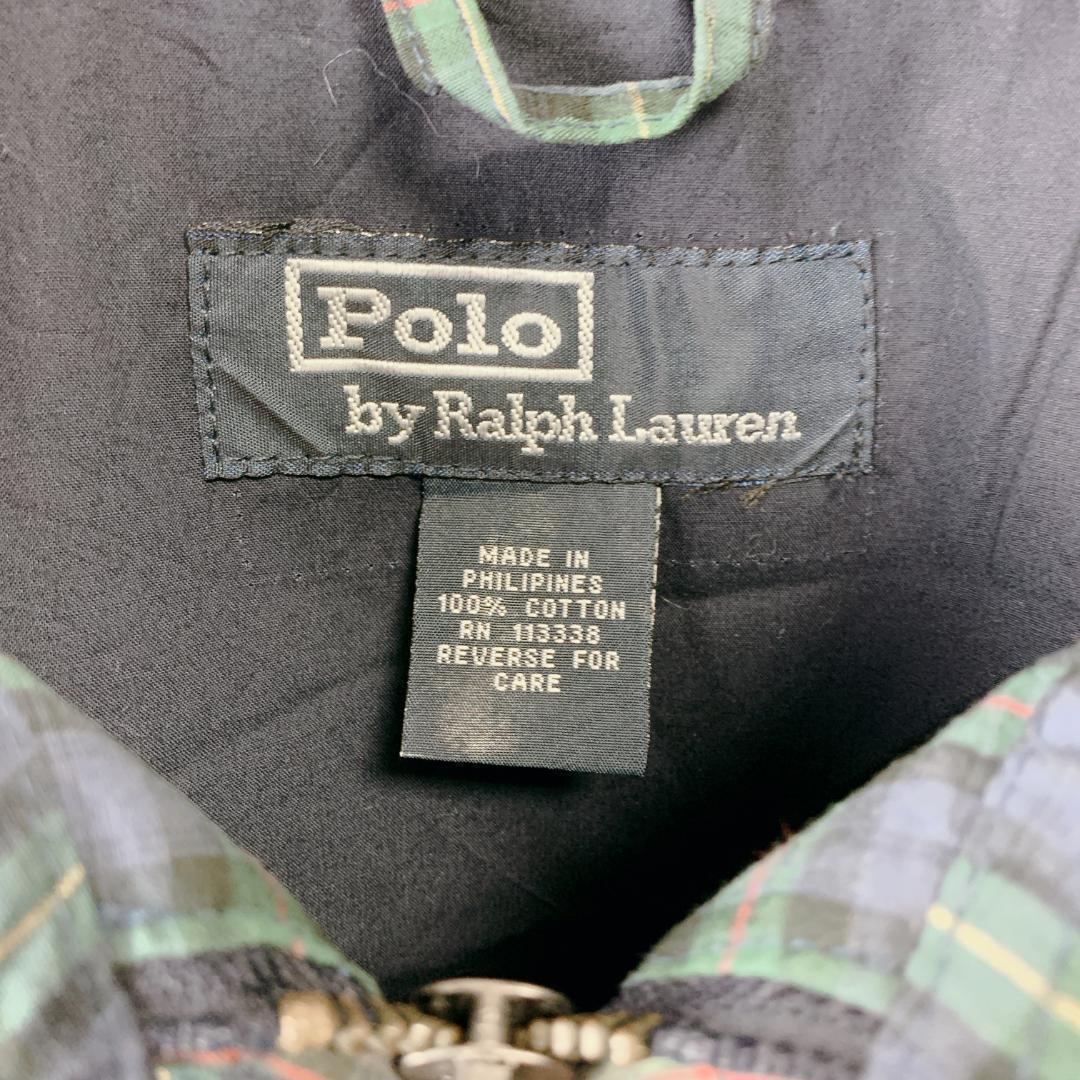 Polo
by Ralph Lauren
MADE IN
PHILIPINES
100% COTTON
RN 113338
REVERSE FOR
CARE